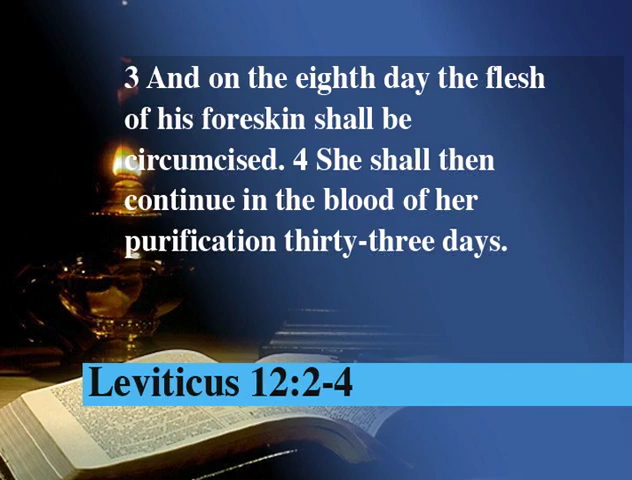 3 And on the eighth day the flesh
of his foreskin shall be
circumcised. 4 She shall then
continue in the blood of her
purification thirty-three days.
Leviticus 12:2-4